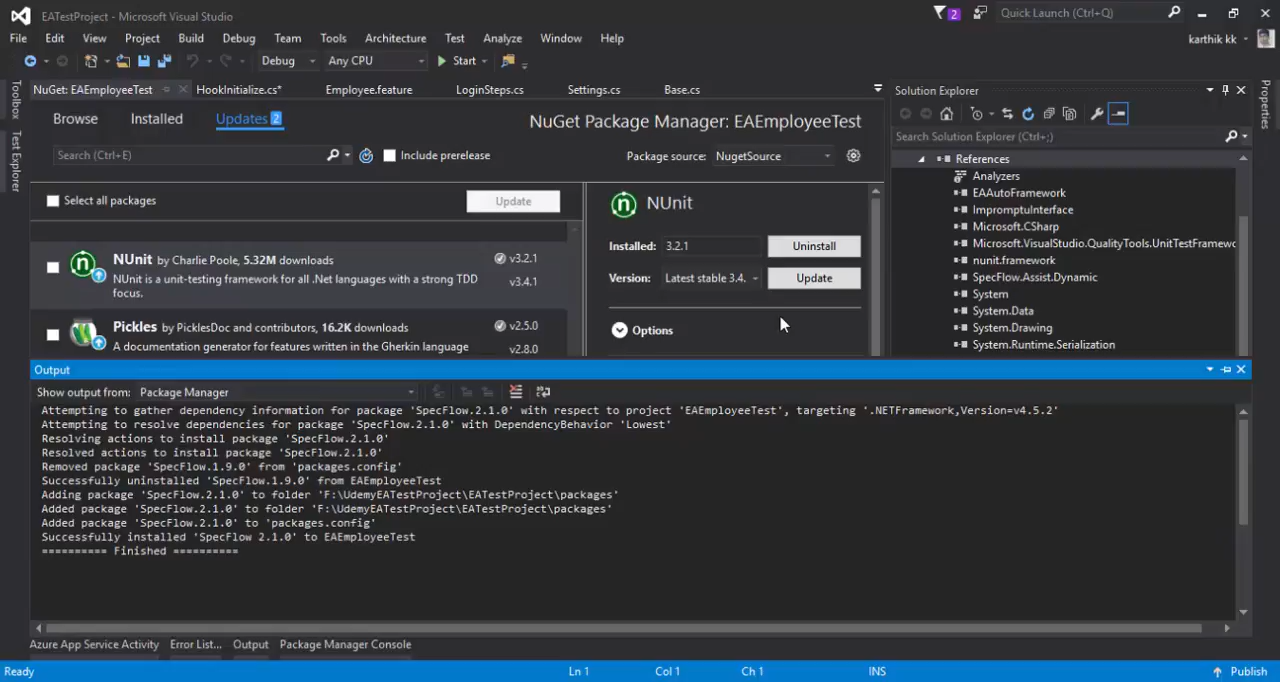 EATestProject - Microsoft Visual Studio
2
Quick Launch (Ctrl+Q)
File Edit View Project Build Debug Team Tools Architecture Test Analyze Window Help
karthik kk
Debug Any CPU Start
Toolbox
Test Explorer
NuGet: EAEmployeeTest HookInitialize.cs* Employee.feature LoginSteps.cs Settings.cs Base.cs
Browse Installed Updates 2
NuGet Package Manager: EAEmployeeTest
Search (Ctrl+E)
Include prerelease
Package source: NugetSource
Select all packages
Update
NUnit by Charlie Poole, 5.32M downloads
v3.2.1
NUnit is a unit-testing framework for all .Net languages with a strong TDD
focus.
v3.4.1
Pickles by PicklesDoc and contributors, 16.2K downloads
v2.5.0
A documentation generator for features written in the Gherkin language
v2.8.0
n NUnit
Installed: 3.2.1 Uninstall
Version: Latest stable 3.4. Update
Options
Solution Explorer
Search Solution Explorer (Ctrl+;)
References
Analyzers
EAAutoFramework
ImpromptuInterface
Microsoft.CSharp
Microsoft.VisualStudio.QualityTools.UnitTestFramewo
nunit.framework
SpecFlow.Assist.Dynamic
System
System.Data
System.Drawing
System.Runtime.Serialization
Properties
Output
Show output from: Package Manager
Attempting to gather dependency information for package 'SpecFlow.2.1.0' with respect to project 'EAEmployeeTest', targeting '.NETFramework,Version=v4.5.2'
Attempting to resolve dependencies for package 'SpecFlow.2.1.0' with DependencyBehavior 'Lowest'
Resolving actions to install package 'SpecFlow.2.1.0'
Resolved actions to install package 'SpecFlow.2.1.0'
Removed package 'SpecFlow.1.9.0' from 'packages.config'
Successfully uninstalled 'SpecFlow.1.9.0' from EAEmployeeTest
Adding package 'SpecFlow.2.1.0' to folder 'F:\UdemyEATestProject\EATestProject\packages'
Added package 'SpecFlow.2.1.0' to folder 'F:\UdemyEATestProject\EATestProject\packages'
Added package 'SpecFlow.2.1.0' to 'packages.config'
Successfully installed 'SpecFlow 2.1.0' to EAEmployeeTest
========== Finished ==========
Azure App Service Activity Error List... Output Package Manager Console
Ready Ln 1 Col 1 Ch 1 INS Publish